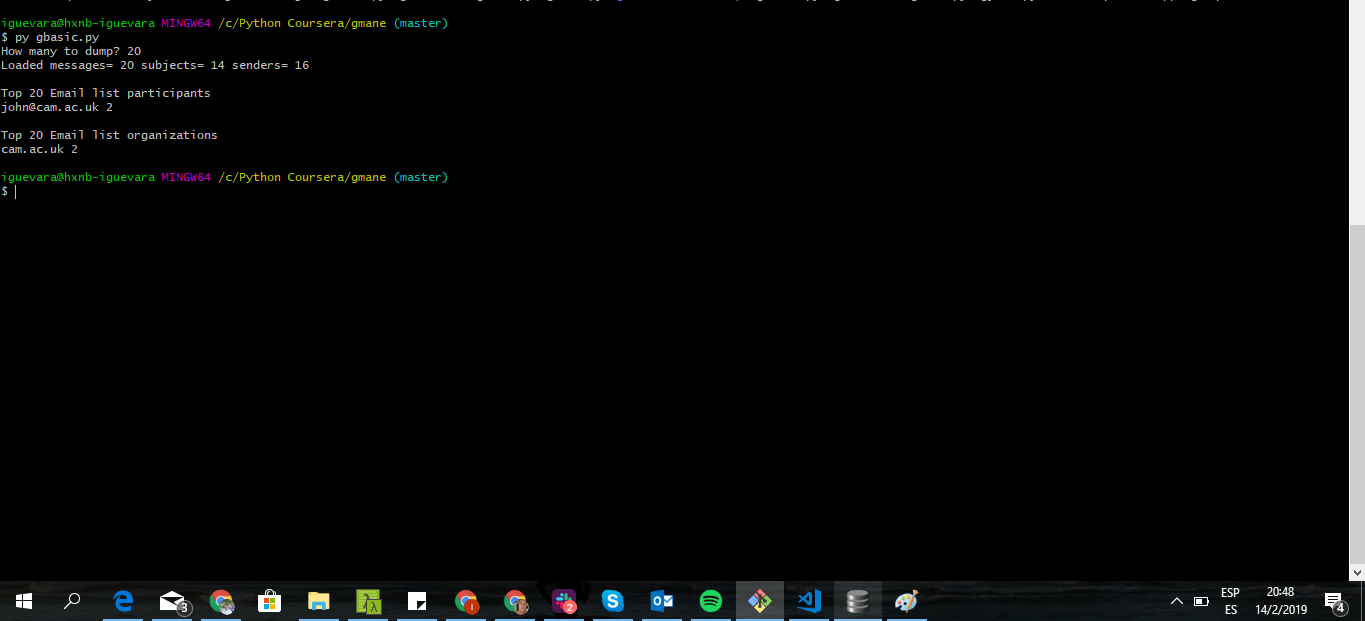 iguevara@hxnb-iguevara MINGW64 /c/Python Coursera/gmane (master)
$ py gbasic.py
How many to dump? 20
Loaded messages= 20 subjects= 14 senders= 16
Top 20 Email list participants
john@cam.ac.uk 2
Top 20 Email list organizations
cam.ac.uk 2
iguevara@hxnb-iguevara MINGW64 /c/Python Coursera/gmane (master)
$
3
2
ESP
ES
20:48
14/2/2019
4